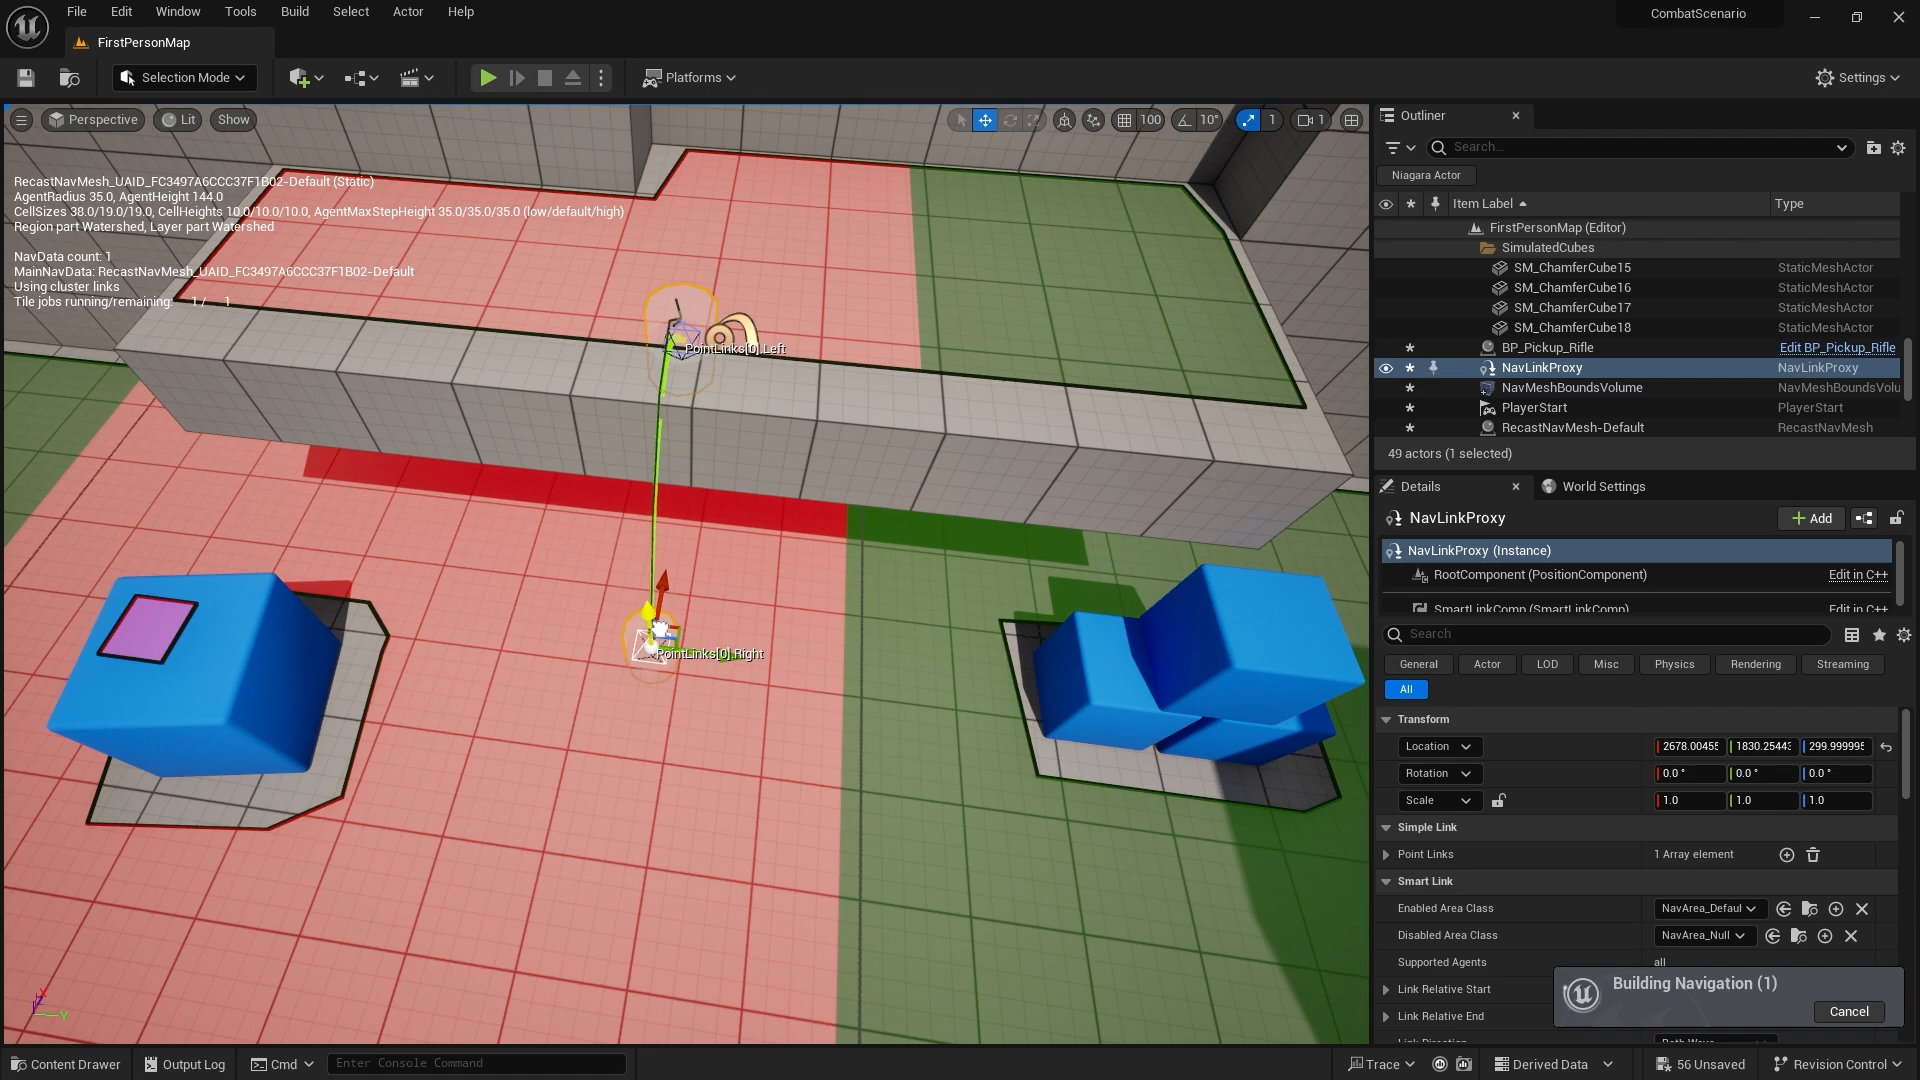 File
Edit
Window
Tools
Build
Select
Actor
Help
CombatScenario
FirstPersonMap
Selection Mode
Platforms
Settings
Perspective
Lit
Show
100
10°
1
1
RecastNavMesh_UAID_FC3497A6CCC37F1B02-Default (Static)
AgentRadius 35.0, AgentHeight 144.0
CellSizes 38.0/19.0/19.0, CellHeights 10.0/10.0/10.0, AgentMaxStepHeight 35.0/35.0/35.0 (low/default/high)
Region part Watershed, Layer part Watershed
NavData count: 1
MainNavData: RecastNavMesh_UAID_FC3497A6CCC37F1B02-Default
Using cluster links
Tile jobs running/remaining: 1 / 1
PointLinks[0].Left
PointLinks[0].Right
X
Z
Y
Outliner
Search...
Niagara Actor
Item Label
Type
FirstPersonMap (Editor)
SimulatedCubes
SM_ChamferCube15 StaticMeshActor
SM_ChamferCube16 StaticMeshActor
SM_ChamferCube17 StaticMeshActor
SM_ChamferCube18 StaticMeshActor
BP_Pickup_Rifle Edit BP_Pickup_Rifle
NavLinkProxy NavLinkProxy
NavMeshBoundsVolume NavMeshBoundsVolu
PlayerStart PlayerStart
RecastNavMesh-Default RecastNavMesh
49 actors (1 selected)
Details
World Settings
NavLinkProxy
Add
NavLinkProxy (Instance)
RootComponent (PositionComponent) Edit in C++
SmartLinkComp (SmartLinkComp) Edit in C++
Search
General
Actor
LOD
Misc
Physics
Rendering
Streaming
All
Transform
Location 2678.00455 1830.25443 299.999995
Rotation 0.0 ° 0.0 ° 0.0 °
Scale 1.0 1.0 1.0
Simple Link
Point Links 1 Array element
Smart Link
Enabled Area Class NavArea_Defaul
Disabled Area Class NavArea_Null
Supported Agents all
Link Relative Start
Link Relative End
Link Direction Both Ways
Building Navigation (1)
Cancel
Content Drawer
Output Log
Cmd
Enter Console Command
Trace
Derived Data
56 Unsaved
Revision Control